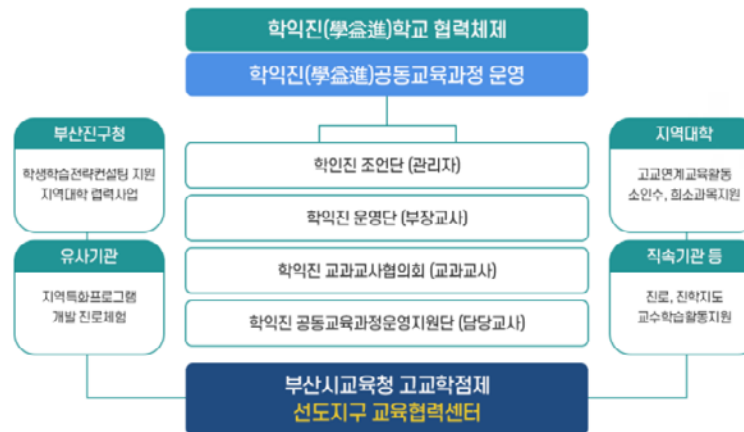 학익진(學益進)학교 협력체제
학익진(學益進)공동교육과정 운영
부산진구청
학생학습전략컨설팅 지원
지역대학 협력사업
유사기관
지역특화프로그램
개발 진로체험
학인진 조언단 (관리자)
학익진 운영단 (부장교사)
학익진 교과교사협의회 (교과교사)
학익진 공동교육과정운영지원단 (담당교사)
지역대학
고교연계교육활동
소인수, 희소과목지원
직속기관 등
진로, 진학지도
교수학습활동지원
부산시교육청 고교학점제
선도지구 교육협력센터